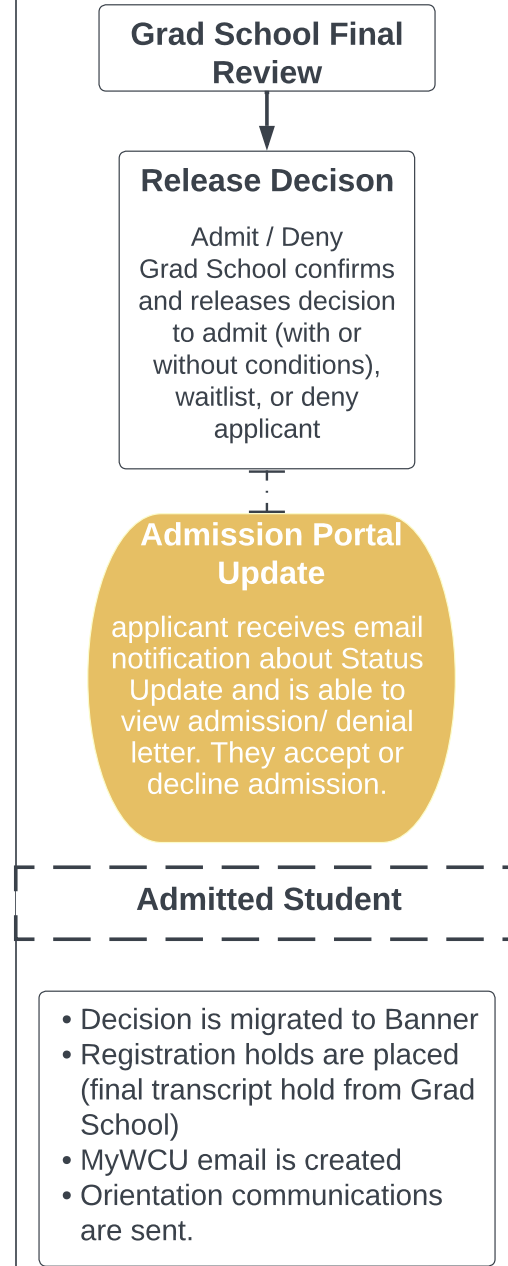 Grad School Final
Review
Release Decison
Admit / Deny
Grad School confirms
and releases decision
to admit (with or
without conditions),
waitlist, or deny
applicant
Admission Portal
Update
applicant receives email
notification about Status
Update and is able to
view admission/ denial
letter. They accept or
decline admission.
Admitted Student
• Decision is migrated to Banner
• Registration holds are placed
(final transcript hold from Grad
School)
• MyWCU email is created
• Orientation communications
are sent.